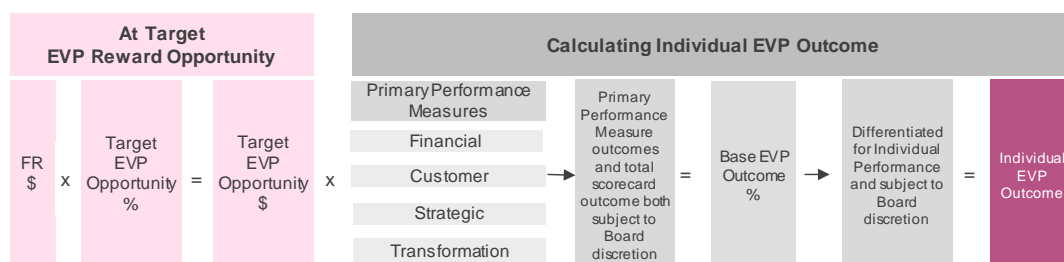 At Target
EVP Reward Opportunity
Calculating Individual EVP Outcome
FR
$
x
Target
EVP
Opportunity
%
=
Target
EVP
Opportunity
$
x
Primary Performance
Measures
Financial
Customer
Strategic
Transformation
Primary
Performance
Measure
outcomes
and total
scorecard
outcome both
subject to
Board
discretion
=
Base EVP
Outcome
%
Differentiated
for Individual
Performance
and subject to
Board
discretion
=
Individual
EVP
Outcome